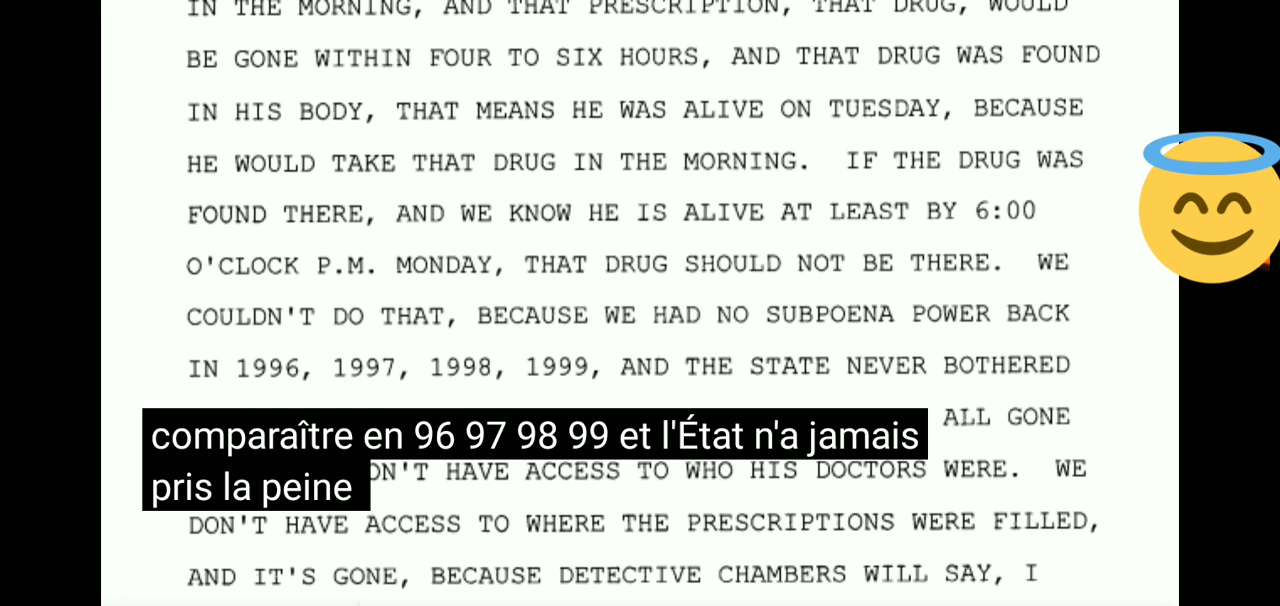 IN THE MORNING, AND THAT PRESCRIPTION, THAT DRUG, WOULD
BE GONE WITHIN FOUR TO SIX HOURS, AND THAT DRUG WAS FOUND
IN HIS BODY, THAT MEANS HE WAS ALIVE ON TUESDAY, BECAUSE
HE WOULD TAKE THAT DRUG IN THE MORNING. IF THE DRUG WAS
FOUND THERE, AND WE KNOW HE IS ALIVE AT LEAST BY 6:00
O'CLOCK P.M. MONDAY, THAT DRUG SHOULD NOT BE THERE. WE
COULDN'T DO THAT, BECAUSE WE HAD NO SUBPOENA POWER BACK
IN 1996, 1997, 1998, 1999, AND THE STATE NEVER BOTHERED
ALL GONE
comparaître en 96 97 98 99 et l'État n'a jamais
pris la peine
ON'T HAVE ACCESS TO WHO HIS DOCTORS WERE. WE
DON'T HAVE ACCESS TO WHERE THE PRESCRIPTIONS WERE FILLED,
AND IT'S GONE, BECAUSE DETECTIVE CHAMBERS WILL SAY, I